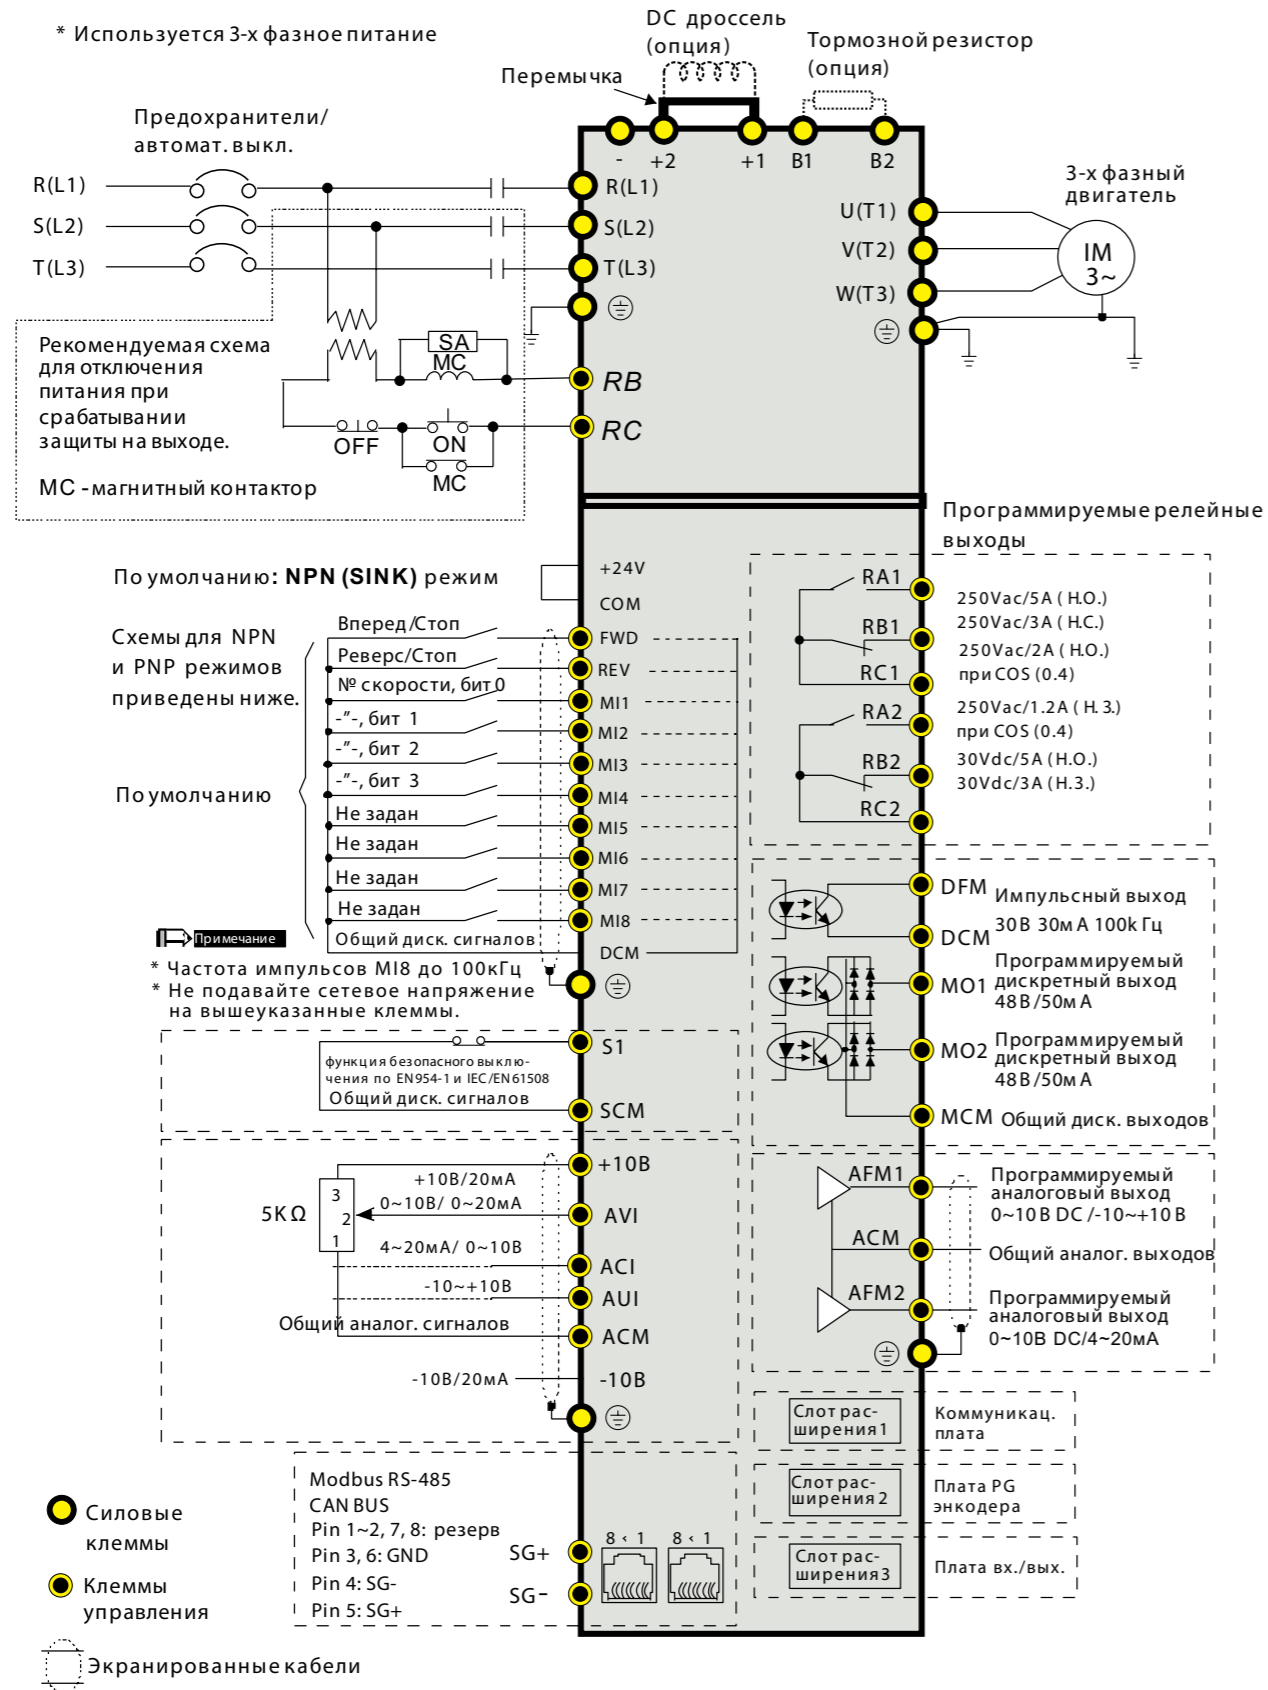 * Используется 3-х фазное питание
DC дроссель
(опция)
Тормозной резистор
(опция)
Перемычка
Предохранители/
автомат. выкл.
- +2 +1 B1 B2
R(L1)
S(L2)
T(L3)
R(L1)
S(L2)
T(L3)
U(T1)
V(T2)
W(T3)
3-х фазный
двигатель
IM
3~
Рекомендуемая схема
для отключения
питания при
срабатывании
защиты на выходе.
MC - магнитный контактор
SA
MC
RB
RC
OFF
ON
MC
Программируемые релейные
выходы
По умолчанию: NPN (SINK) режим
Схемы для NPN
и PNP режимов
приведены ниже.
По умолчанию
+24V
COM
Вперед/Стоп
FWD
Реверс/Стоп
REV
№ скорости, бит 0
MI1
-"-, бит 1
MI2
-"-, бит 2
MI3
-"-, бит 3
MI4
Не задан
MI5
Не задан
MI6
Не задан
MI7
Не задан
MI8
Общий диск. сигналов
DCM
Примечание
* Частота импульсов MI8 до 100кГц
* Не подавайте сетевое напряжение
на вышеуказанные клеммы.
RA1
RB1
RC1
RA2
RB2
RC2
250Vac/5A ( Н.О.)
250Vac/3A ( Н.С.)
250Vac/2A ( Н.О.)
при COS (0.4)
250Vac/1.2A ( Н. З.)
при COS (0.4)
30Vdc/5A ( Н.О.)
30Vdc/3A ( Н.З.)
DFM
DCM
Импульсный выход
30В 30мА 100k Гц
MO1
Программируемый
дискретный выход
48В/50мА
MO2
Программируемый
дискретный выход
48В/50мА
MCM Общий диск. выходов
S1
функция безопасного выклю-
чения по EN954-1 и IEC/EN61508
Общий диск. сигналов
SCM
+10В
+10В/20мА
5KΩ
3
2
1
0~10В/ 0~20мА
AVI
4~20мА/ 0~10В
ACI
-10~+10В
AUI
Общий аналог. сигналов
ACM
-10В/20мА
-10В
AFM1
Программируемый
аналоговый выход
0~10В DC /-10~+10 В
ACM
Общий аналог. выходов
AFM2
Программируемый
аналоговый выход
0~10В DC/4~20мА
Слот рас-
ширения 1
Коммуникац.
плата
Слот рас-
ширения 2
Плата PG
энкодера
Слот рас-
ширения 3
Плата вх./вых.
Modbus RS-485
CAN BUS
Pin 1~2, 7, 8: резерв
Pin 3, 6: GND
Pin 4: SG-
Pin 5: SG+
SG+
SG-
8 ‹ 1
8 ‹ 1
Силовые
клеммы
Клеммы
управления
Экранированные кабели